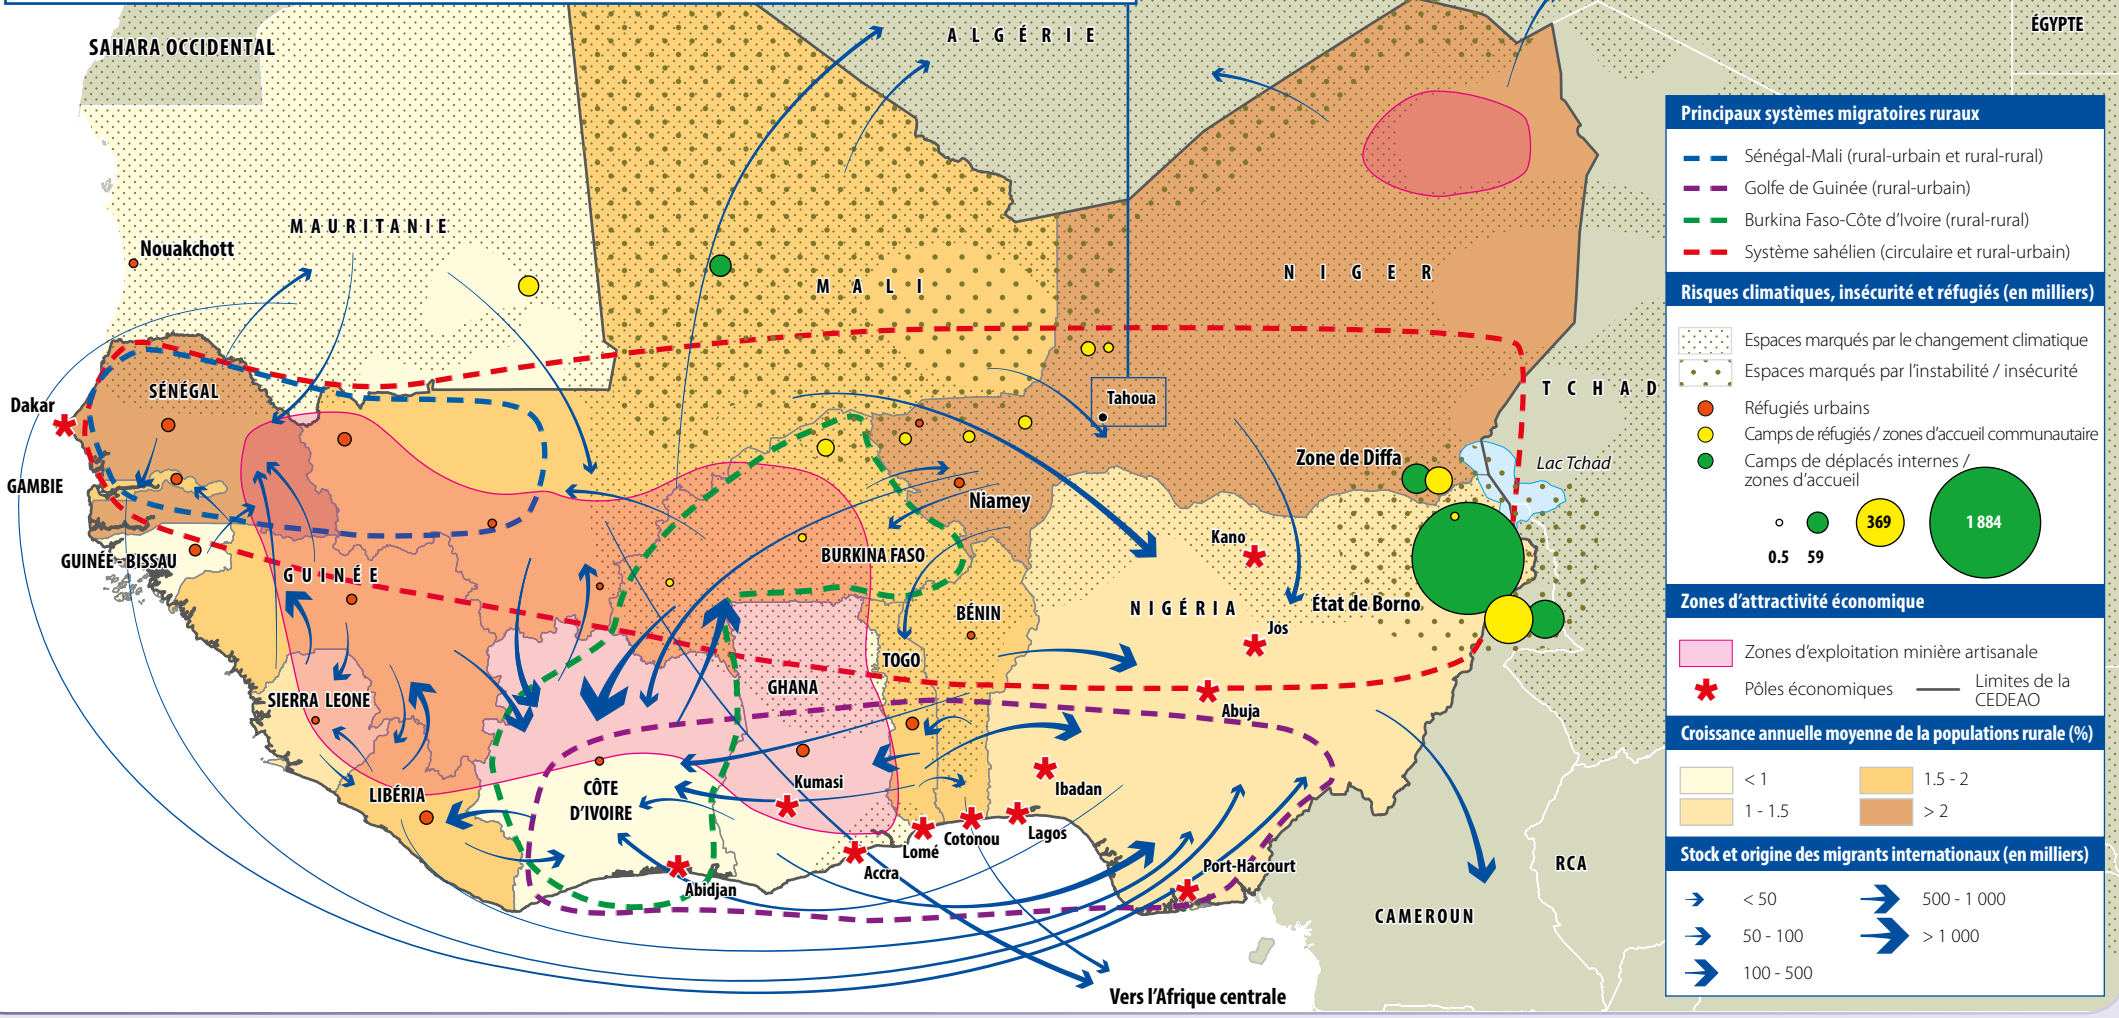 ÉGYPTE
ALGÉRIE
SAHARA OCCIDENTAL
MAURITANIE
Nouakchott
MALI
NIGER
TCHAD
SÉNÉGAL
Dakar
Tahoua
Zone de Diffa
Lac Tchad
GAMBIE
Niamey
Kano
GUINÉE-BISSAU
BURKINA FASO
GUINÉE
BÉNIN
NIGÉRIA
État de Borno
Jos
TOGO
GHANA
SIERRA LEONE
Abuja
Kumasi
CÔTE
D'IVOIRE
LIBÉRIA
Ibadan
Lagos
Cotonou
Lomé
Accra
Abidjan
Port-Harcourt
RCA
CAMEROUN
Vers l'Afrique centrale
Principaux systèmes migratoires ruraux
Sénégal-Mali (rural-urbain et rural-rural)
Golfe de Guinée (rural-urbain)
Burkina Faso-Côte d'Ivoire (rural-rural)
Système sahélien (circulaire et rural-urbain)
Risques climatiques, insécurité et réfugiés (en milliers)
Espaces marqués par le changement climatique
Espaces marqués par l'instabilité / insécurité
Réfugiés urbains
Camps de réfugiés / zones d'accueil communautaire
Camps de déplacés internes /
zones d'accueil
369
1 884
0.5 59
Zones d'attractivité économique
Zones d'exploitation minière artisanale
Pôles économiques
Limites de la
CEDEAO
Croissance annuelle moyenne de la populations rurale (%)
< 1
1.5 - 2
1 - 1.5
> 2
Stock et origine des migrants internationaux (en milliers)
< 50
500 - 1 000
50 - 100
> 1 000
100 - 500